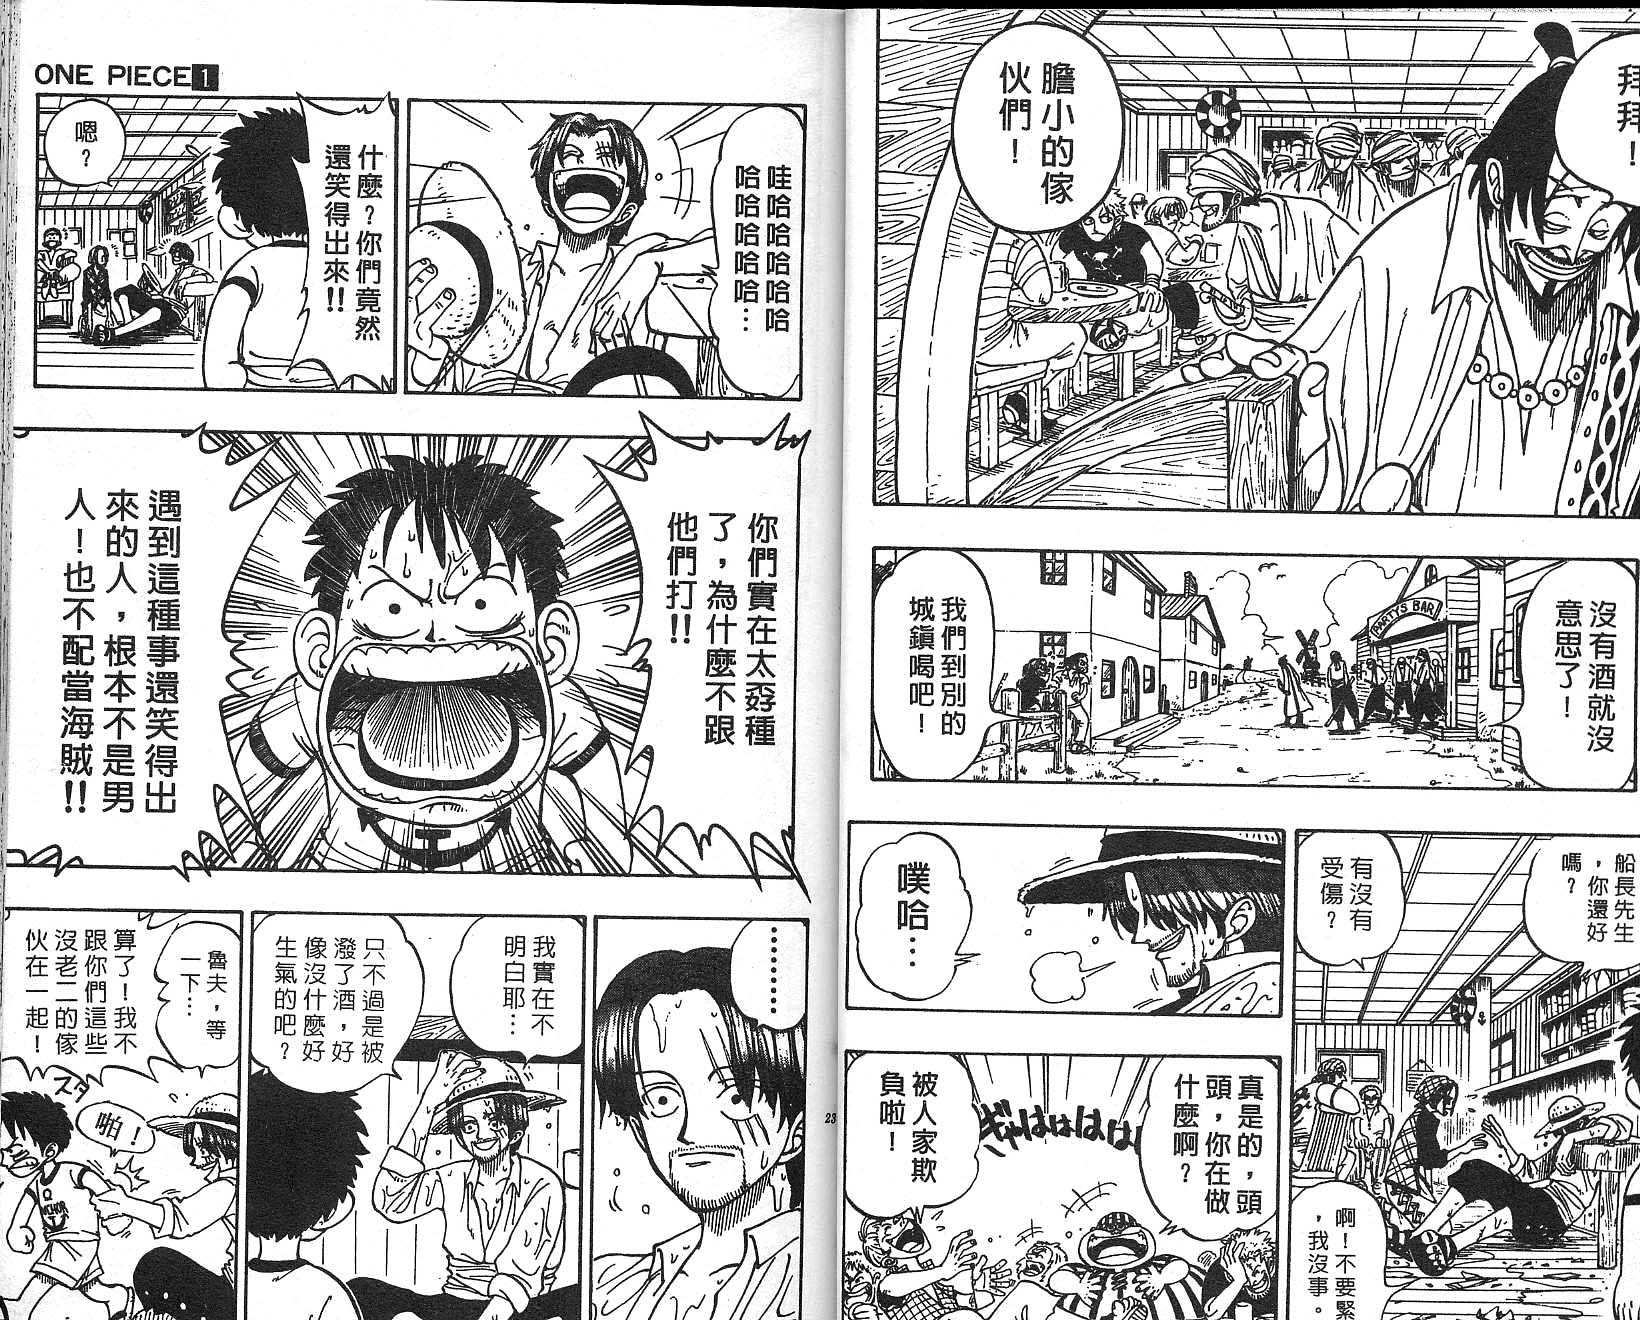 拜
拜！
膽小的傢
伙們！
沒有酒就沒
意思了！
PARTYS BAR
我們到別的
城鎮喝吧！
船長先生
，你還好
嗎？
有沒有
受傷？
啊！不要緊
，我沒事。
噗哈…
真是的，頭
頭，你在做
什麼啊？
ぎゃはははは
被人家欺
負啦！
23
ONE PIECE 1
哇哈哈哈哈哈
哈哈哈哈哈…
什麼？你們竟然
還笑得出來！！
嗯？
你們實在太孬種
了，為什麼不跟
他們打！！
遇到這種事還笑得出
來的人，根本不是男
人！也不配當海賊！！
………
我實在不
明白耶…
只不過是被
潑了酒，好
像沒什麼好
生氣的吧？
魯夫，等
一下…
算了！我不
跟你們這些
沒老二的傢
伙在一起！
啪！
ANCHOR